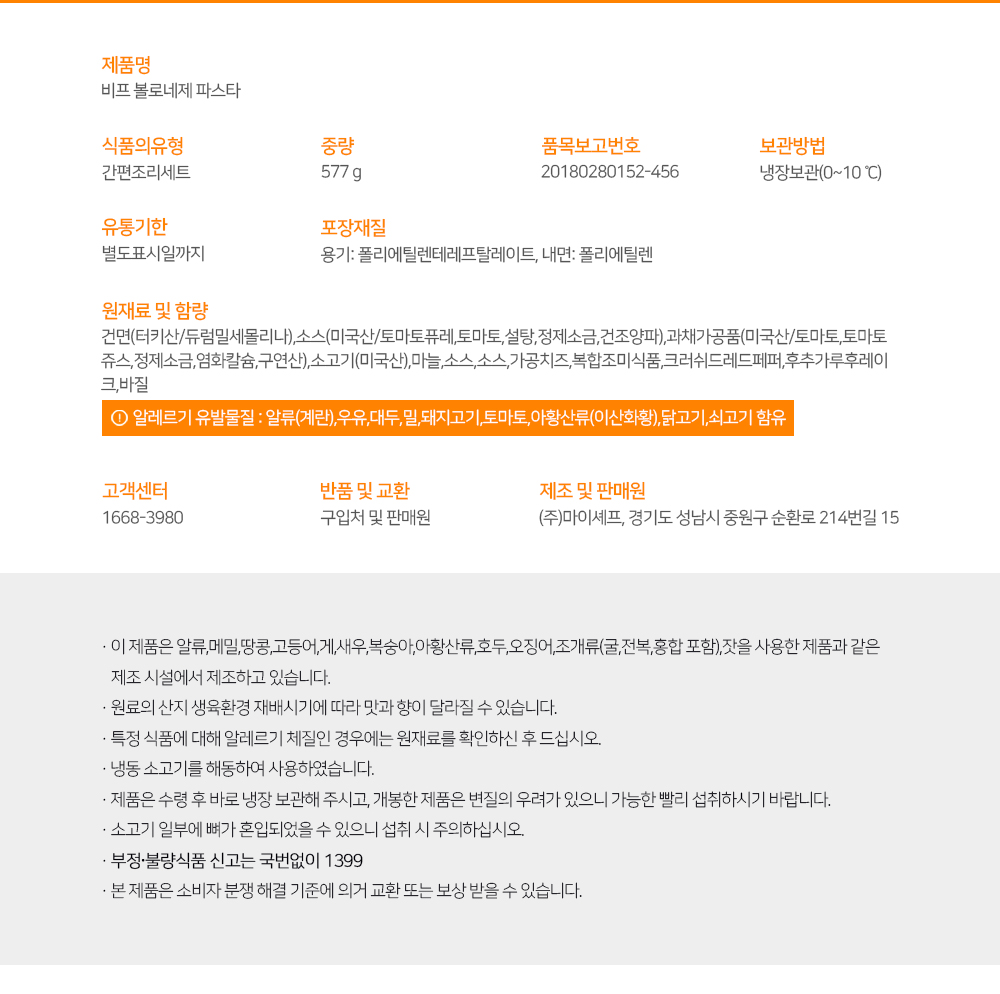 제품명
비프 볼로네제 파스타
식품의유형
간편조리세트
중량
577 g
품목보고번호
20180280152-456
보관방법
냉장보관(0~10 ℃)
유통기한
별도표시일까지
포장재질
용기: 폴리에틸렌테레프탈레이트, 내면: 폴리에틸렌
원재료 및 함량
건면(터키산/듀럼밀세몰리나),소스(미국산/토마토퓨레,토마토,설탕,정제소금,건조양파),과채가공품(미국산/토마토,토마토
쥬스,정제소금,염화칼슘,구연산),소고기(미국산),마늘,소스,소스,가공치즈,복합조미식품,크러쉬드레드페퍼,후추가루후레이
크,바질
알레르기 유발물질 : 알류(계란),우유,대두,밀,돼지고기,토마토,아황산류(이산화황),닭고기,쇠고기 함유
고객센터
1668-3980
반품 및 교환
구입처 및 판매원
제조 및 판매원
(주)마이셰프, 경기도 성남시 중원구 순환로 214번길 15
· 이 제품은 알류,메밀,땅콩,고등어,게,새우,복숭아,아황산류,호두,오징어,조개류(굴,전복,홍합 포함),잣을 사용한 제품과 같은
제조 시설에서 제조하고 있습니다.
· 원료의 산지 생육환경 재배시기에 따라 맛과 향이 달라질 수 있습니다.
· 특정 식품에 대해 알레르기 체질인 경우에는 원재료를 확인하신 후 드십시오.
· 냉동 소고기를 해동하여 사용하였습니다.
· 제품은 수령 후 바로 냉장 보관해 주시고, 개봉한 제품은 변질의 우려가 있으니 가능한 빨리 섭취하시기 바랍니다.
· 소고기 일부에 뼈가 혼입되었을 수 있으니 섭취 시 주의하십시오.
· 부정·불량식품 신고는 국번없이 1399
· 본 제품은 소비자 분쟁 해결 기준에 의거 교환 또는 보상 받을 수 있습니다.